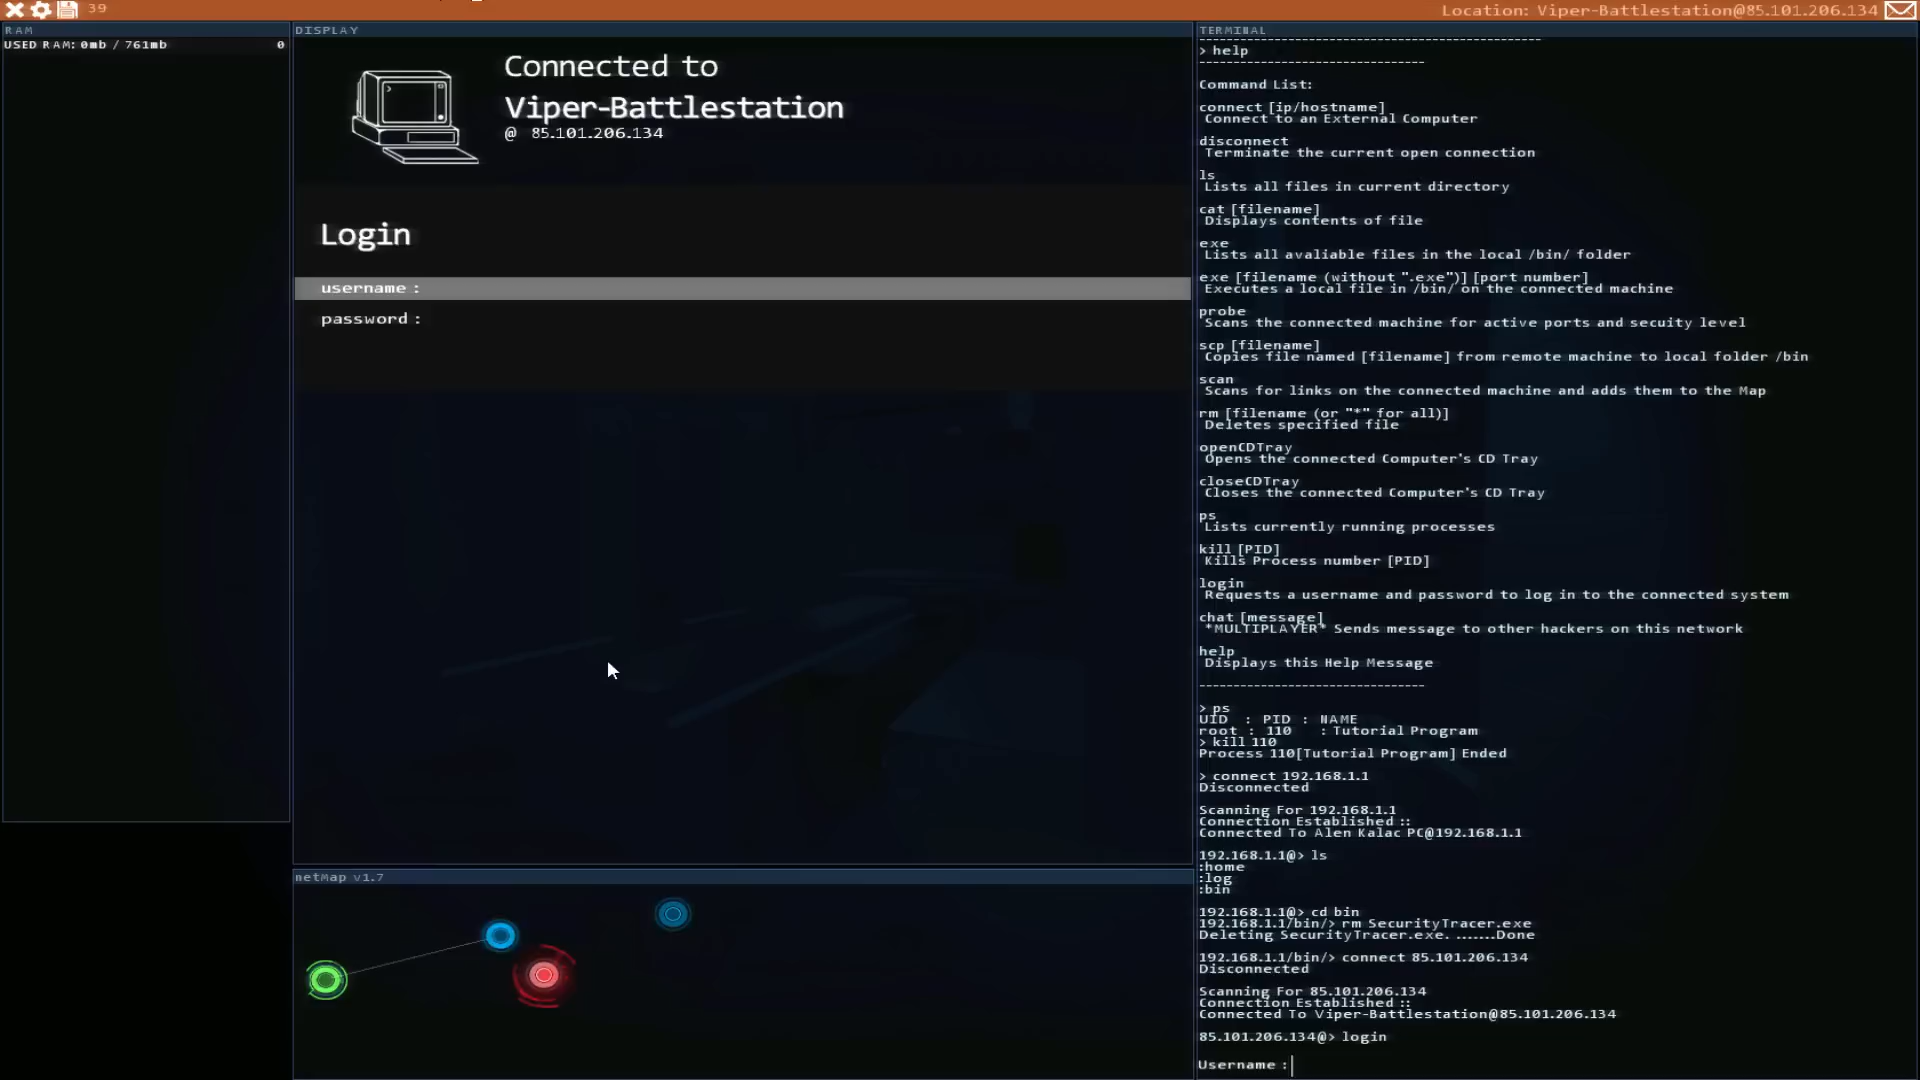 39
Location: Viper-Battlestation@85.101.206.134
RAM
USED RAM: 0mb / 761mb 0
DISPLAY
Connected to
Viper-Battlestation
@ 85.101.206.134
Login
username :
password :
netMap v1.7
TERMINAL
> help
--------------------------------
Command List:
connect [ip/hostname]
Connect to an External Computer
disconnect
Terminate the current open connection
ls
Lists all files in current directory
cat [filename]
Displays contents of file
exe
Lists all avaliable files in the local /bin/ folder
exe [filename (without ".exe")] [port number]
Executes a local file in /bin/ on the connected machine
probe
Scans the connected machine for active ports and secuity level
scp [filename]
Copies file named [filename] from remote machine to local folder /bin
scan
Scans for links on the connected machine and adds them to the Map
rm [filename (or "*" for all)]
Deletes specified file
openCDTray
Opens the connected Computer's CD Tray
closeCDTray
Closes the connected Computer's CD Tray
ps
Lists currently running processes
kill [PID]
Kills Process number [PID]
login
Requests a username and password to log in to the connected system
chat [message]
*MULTIPLAYER* Sends message to other hackers on this network
help
Displays this Help Message
--------------------------------
> ps
UID : PID : NAME
root : 110 : Tutorial Program
> kill 110
Process 110[Tutorial Program] Ended
> connect 192.168.1.1
Disconnected
Scanning For 192.168.1.1
Connection Established ::
Connected To Alen Kalac PC@192.168.1.1
192.168.1.1@> ls
:home
:log
:bin
192.168.1.1@> cd bin
192.168.1.1/bin/> rm SecurityTracer.exe
Deleting SecurityTracer.exe. .......Done
192.168.1.1/bin/> connect 85.101.206.134
Disconnected
Scanning For 85.101.206.134
Connection Established ::
Connected To Viper-Battlestation@85.101.206.134
85.101.206.134@> login
Username :